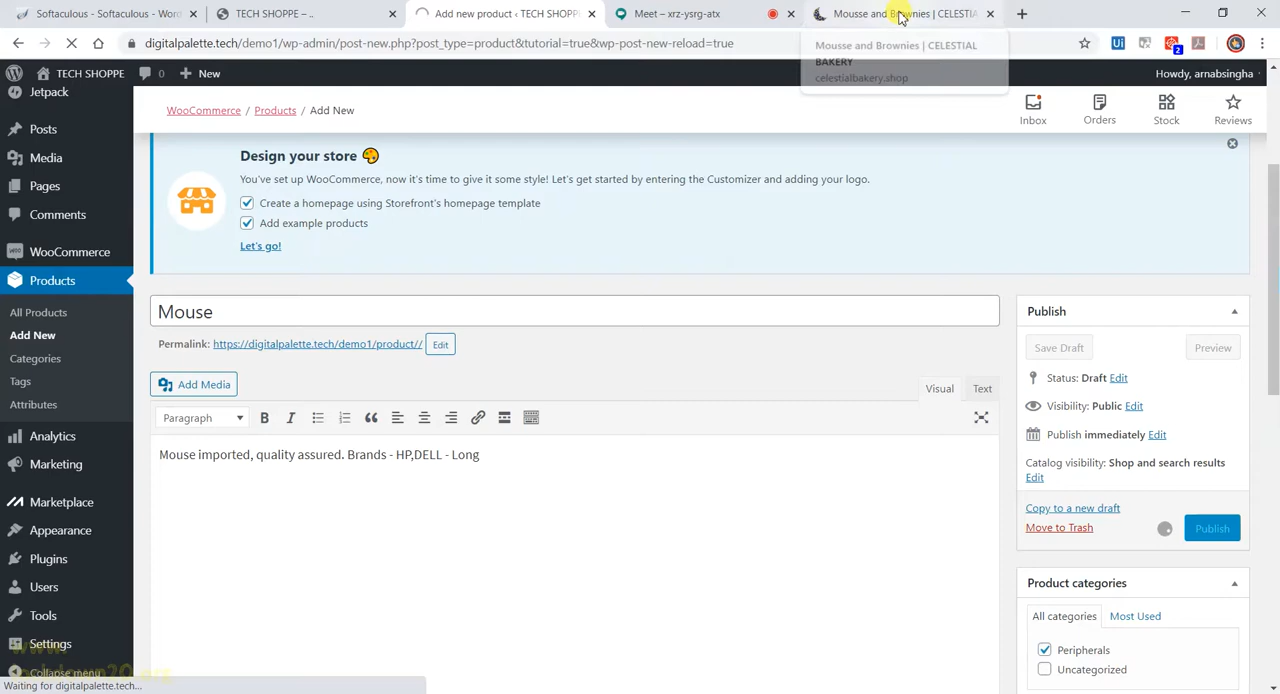 Softaculous - Softaculous - Word
TECH SHOPPE – ..
Add new product ‹ TECH SHOPPE
Meet – xrz-ysrg-atx
Mousse and Brownies | CELESTIA
digitalpalette.tech/demo1/wp-admin/post-new.php?post_type=product&tutorial=true&wp-post-new-reload=true
Mousse and Brownies | CELESTIAL
BAKERY
celestialbakery.shop
TECH SHOPPE
0
New
Howdy, arnabsingha
Jetpack
Posts
Media
Pages
Comments
WooCommerce
Products
All Products
Add New
Categories
Tags
Attributes
Analytics
Marketing
Marketplace
Appearance
Plugins
Users
Tools
Settings
Collapse menu
WooCommerce / Products / Add New
Inbox
Orders
Stock
Reviews
Design your store
You've set up WooCommerce, now it's time to give it some style! Let's get started by entering the Customizer and adding your logo.
Create a homepage using Storefront's homepage template
Add example products
Let's go!
Mouse
Permalink: https://digitalpalette.tech/demo1/product// Edit
Add Media
Visual
Text
Paragraph
Mouse imported, quality assured. Brands - HP,DELL - Long
Publish
Save Draft
Preview
Status: Draft Edit
Visibility: Public Edit
Publish immediately Edit
Catalog visibility: Shop and search results
Edit
Copy to a new draft
Move to Trash
Publish
Product categories
All categories
Most Used
Peripherals
Uncategorized
Waiting for digitalpalette.tech...